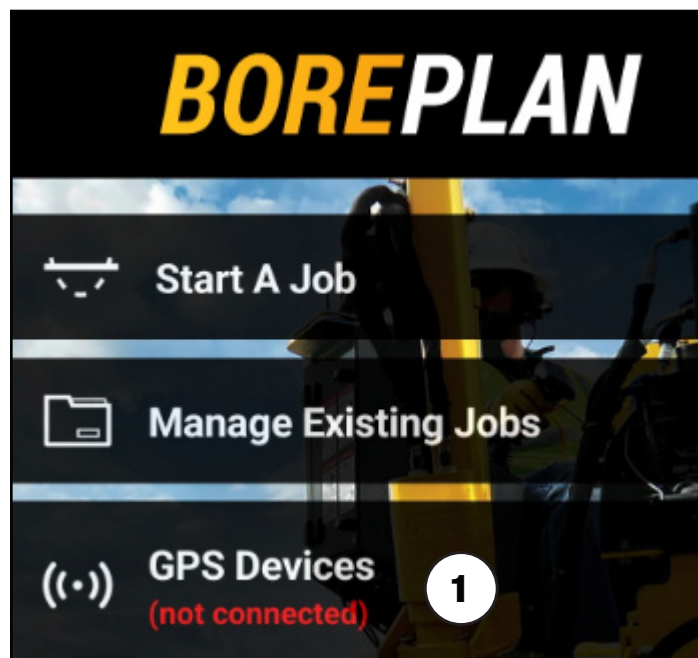 BOREPLAN
Start A Job
Manage Existing Jobs
GPS Devices
(not connected)
1